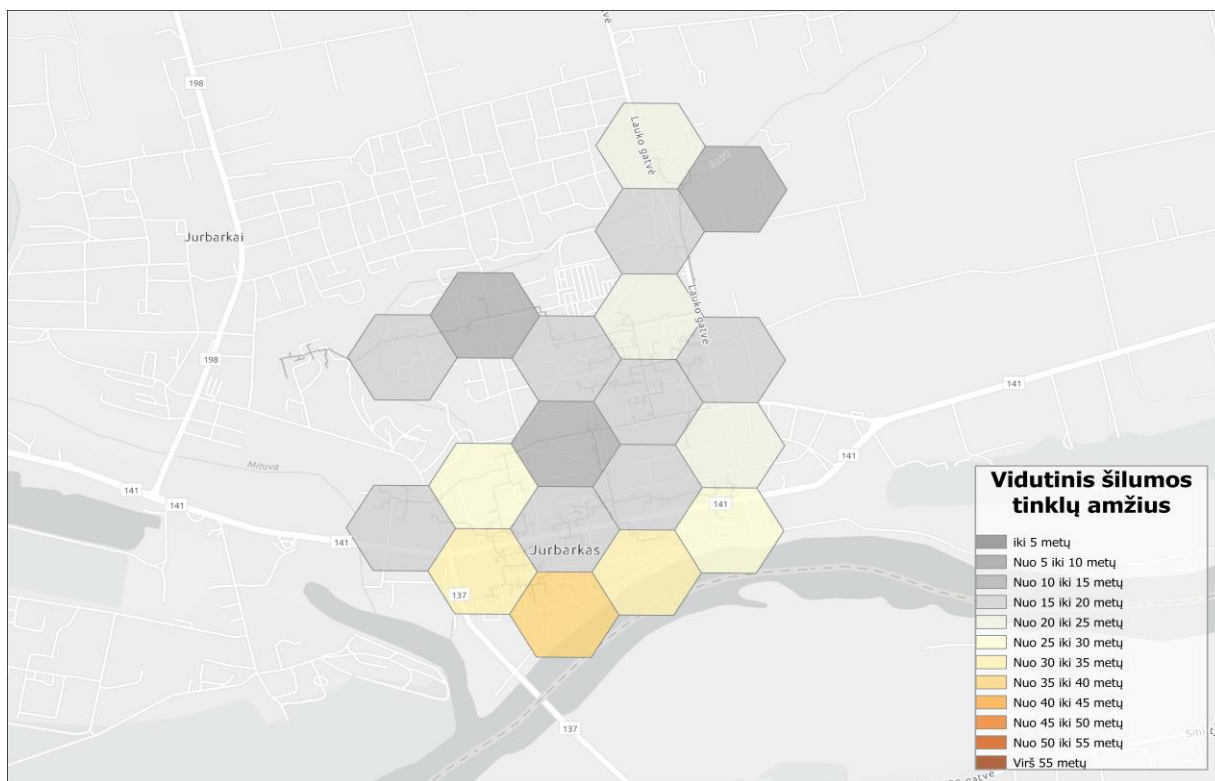 198
Lauko gatvė
Jurbarkai
Lauko gatvė
198
141
Mituva
141
141
141
141
141
Jurbarkas
137
137
Vidutinis šilumos
tinklų amžius
iki 5 metų
Nuo 5 iki 10 metų
Nuo 10 iki 15 metų
Nuo 15 iki 20 metų
Nuo 20 iki 25 metų
Nuo 25 iki 30 metų
Nuo 30 iki 35 metų
Nuo 35 iki 40 metų
Nuo 40 iki 45 metų
Nuo 45 iki 50 metų
Nuo 50 iki 55 metų
Virš 55 metų